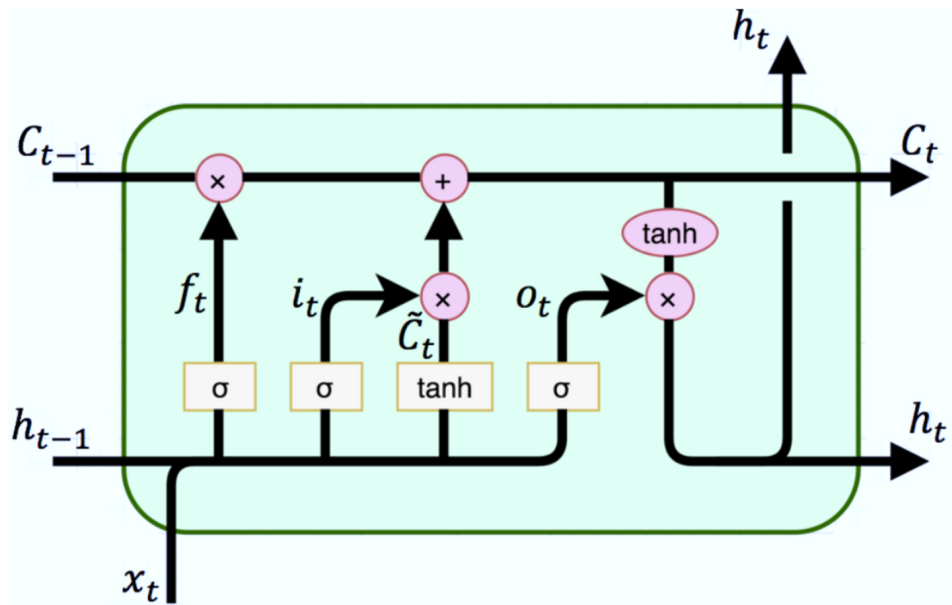 h_t
C_{t-1}
C_t
×
+
tanh
f_t
i_t
×
o_t
×
C̃_t
σ
σ
tanh
σ
h_{t-1}
h_t
x_t